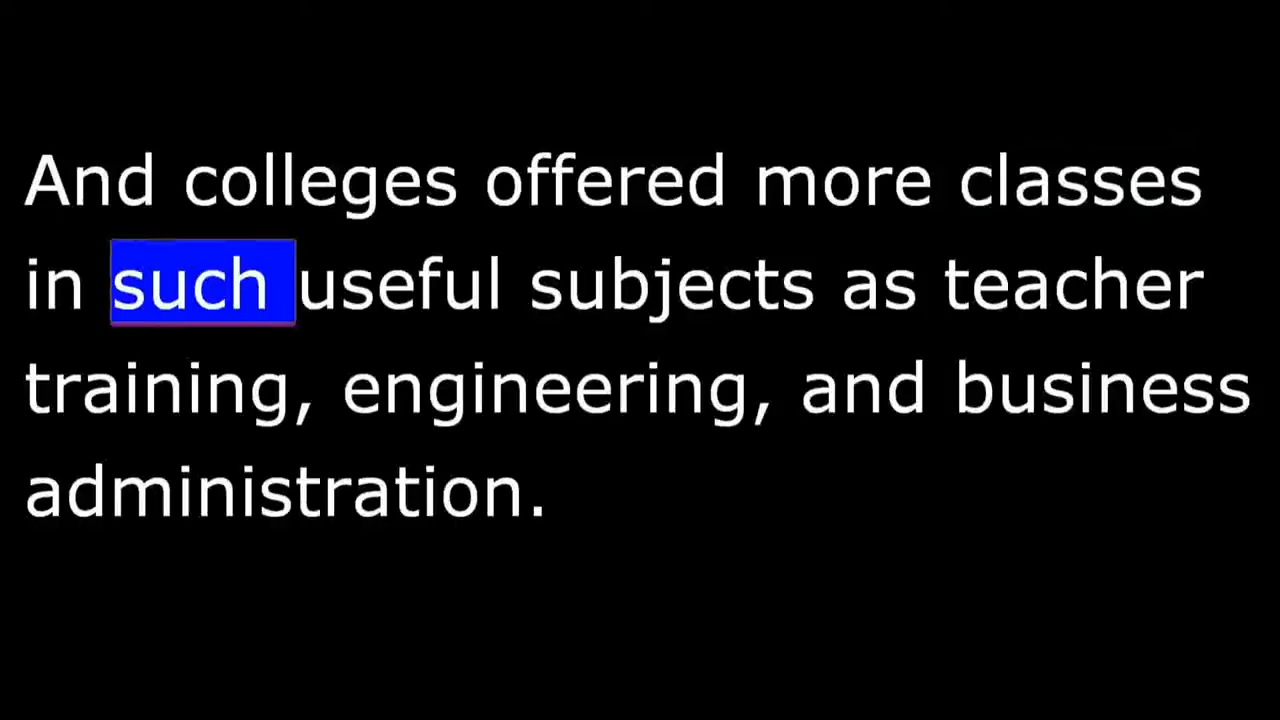 And colleges offered more classes
in such useful subjects as teacher
training, engineering, and business
administration.